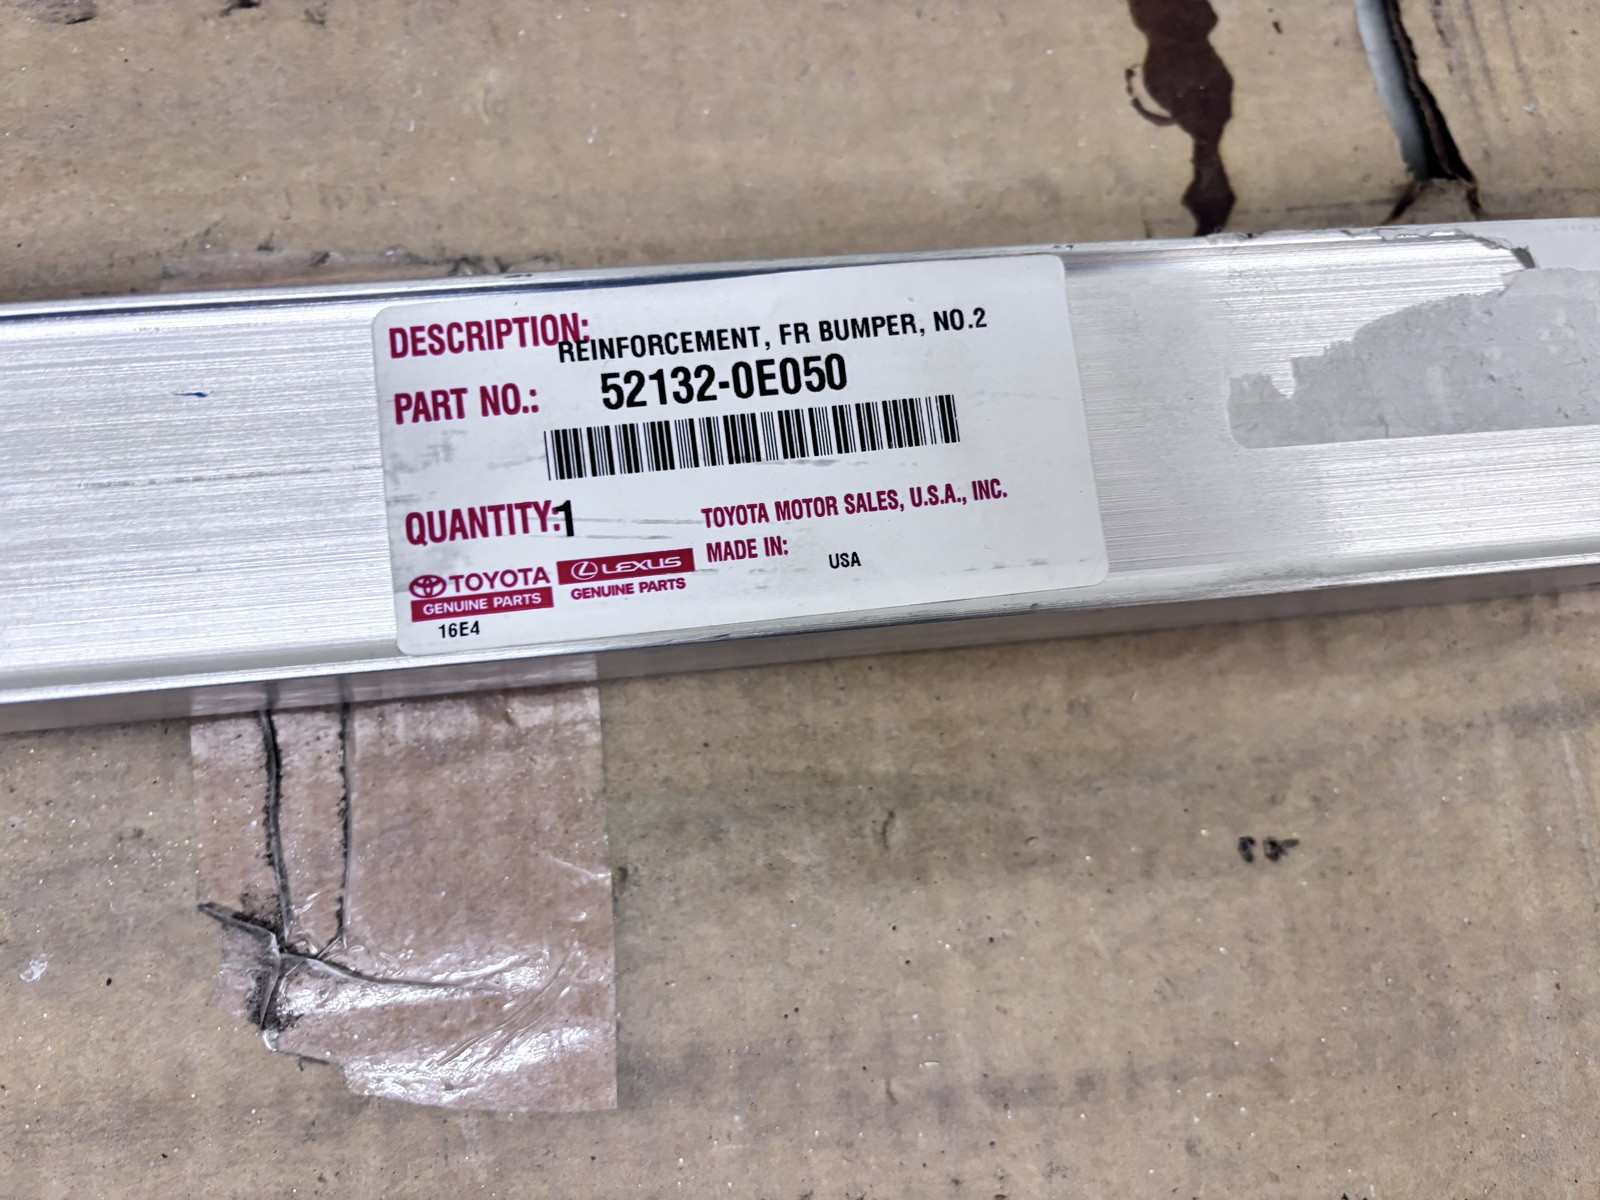 DESCRIPTION:
REINFORCEMENT, FR BUMPER, NO.2
PART NO.: 52132-0E050
QUANTITY:1
TOYOTA MOTOR SALES, U.S.A., INC.
MADE IN: USA
TOYOTA
GENUINE PARTS
LEXUS
GENUINE PARTS
16E4